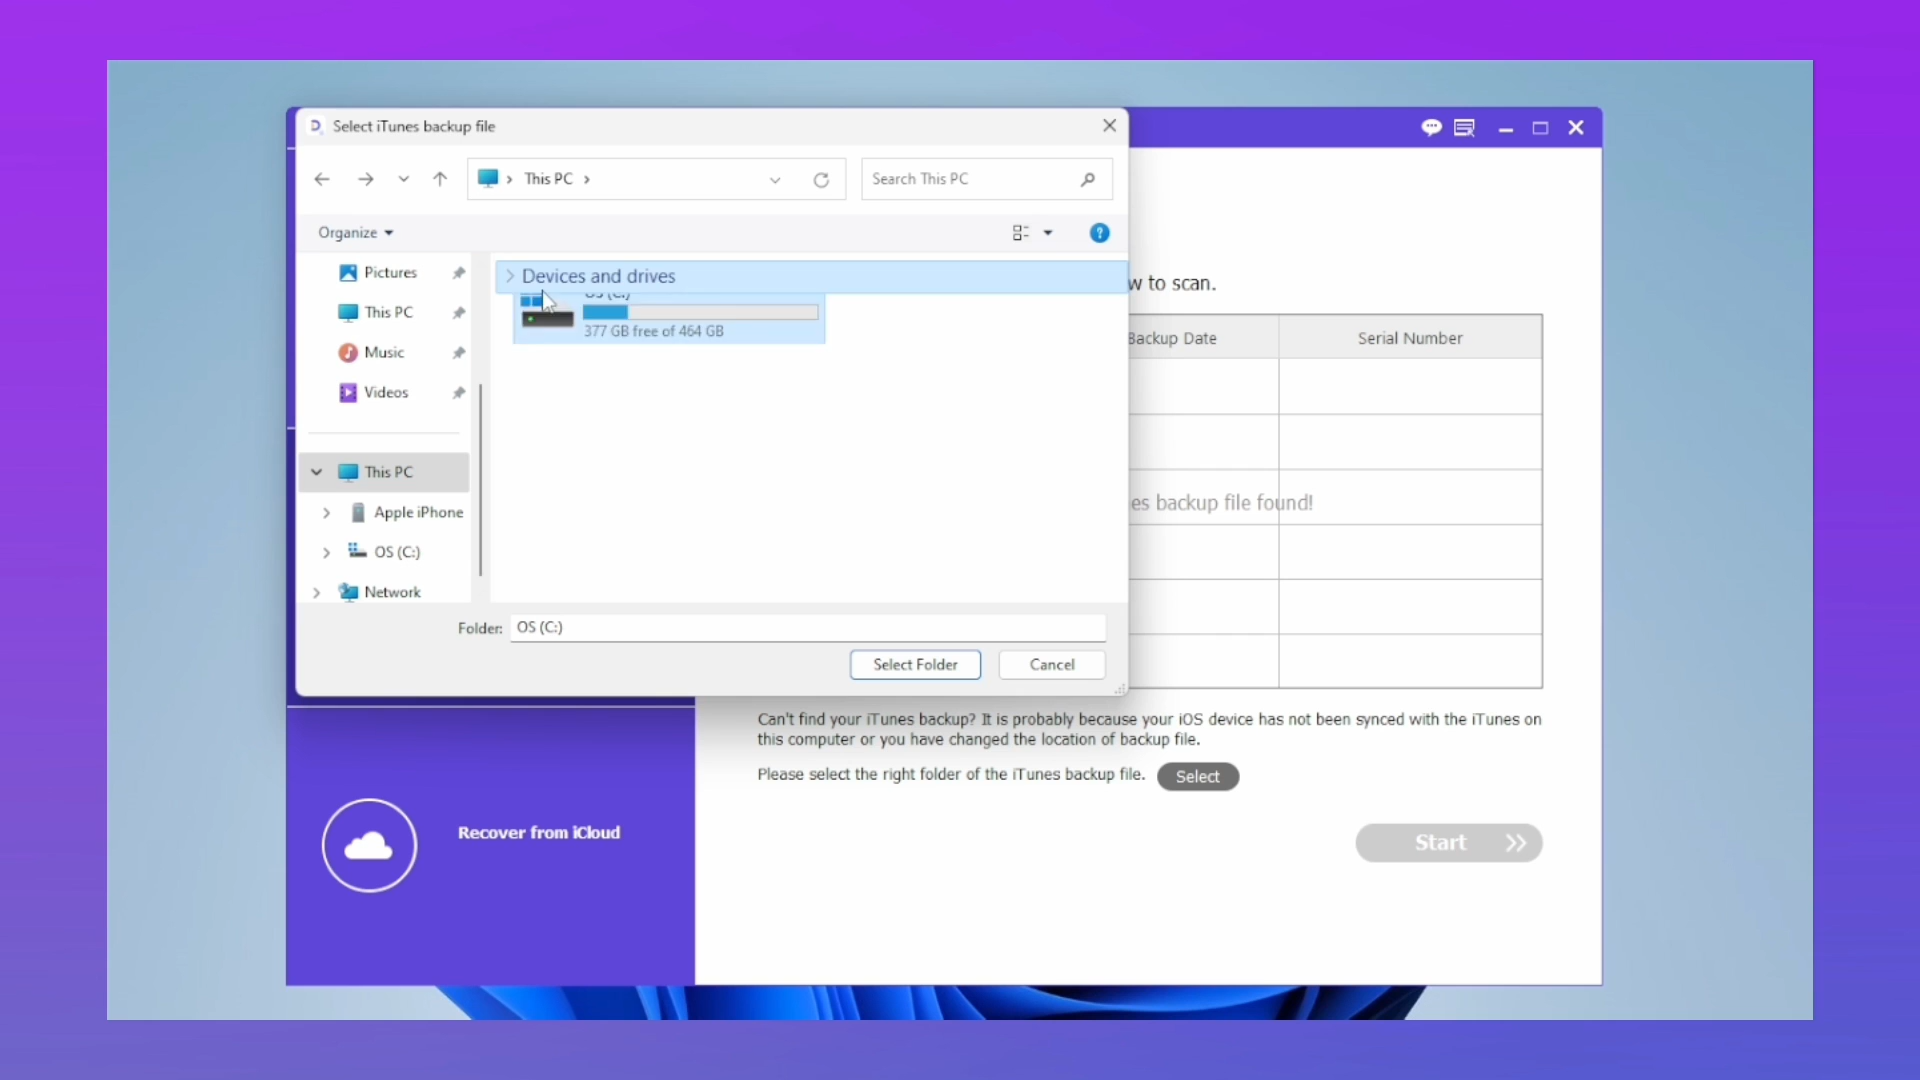 Select iTunes backup file
This PC
Search This PC
Organize
Pictures
This PC
Music
Videos
This PC
Apple iPhone
OS (C:)
Network
Devices and drives
OS (C:)
377 GB free of 464 GB
Folder: OS (C:)
Select Folder Cancel
to scan.
Backup Date Serial Number
backup file found!
Can't find your iTunes backup? It is probably because your iOS device has not been synced with the iTunes on
this computer or you have changed the location of backup file.
Please select the right folder of the iTunes backup file. Select
Recover from iCloud
Start